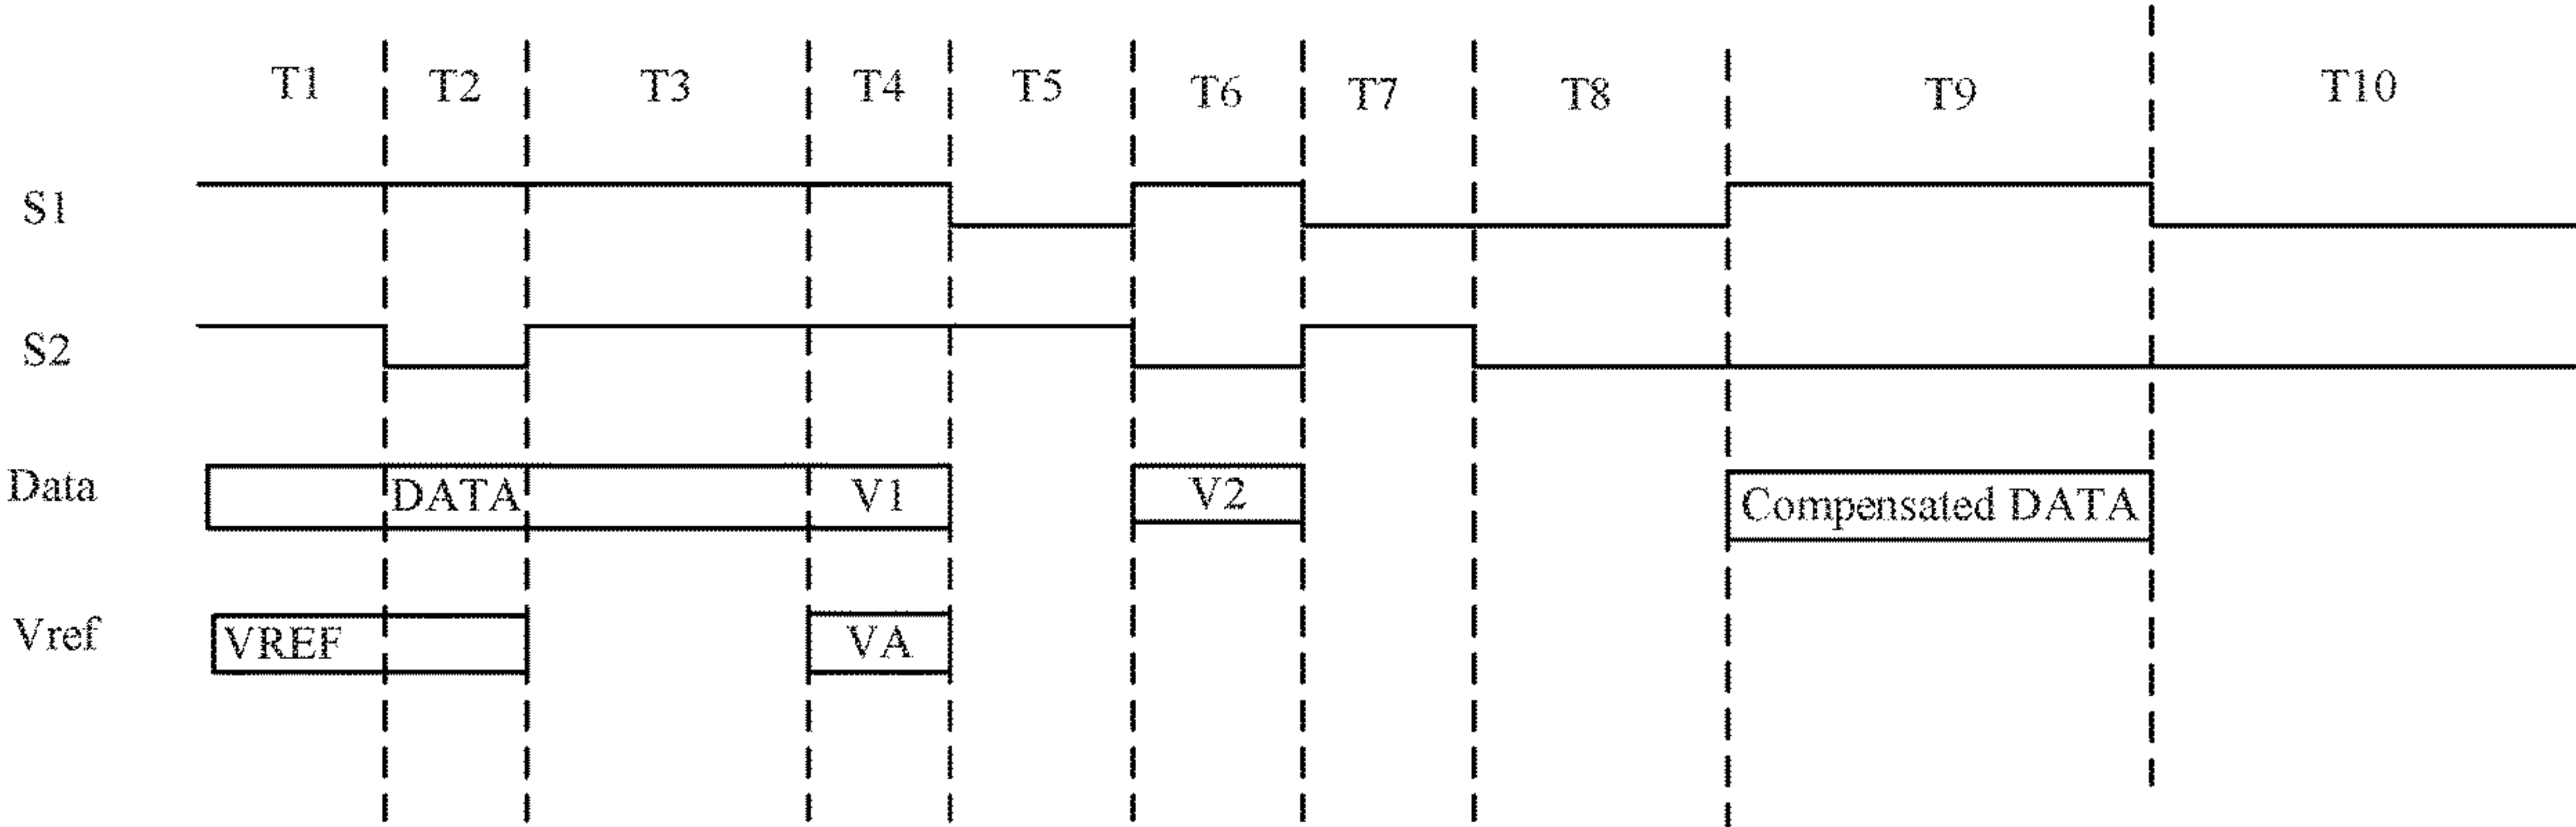 T1 T2 T3 T4 T5 T6 T7 T8 T9 T10
S1
S2
Data DATA V1 V2 Compensated DATA
Vref VREF VA